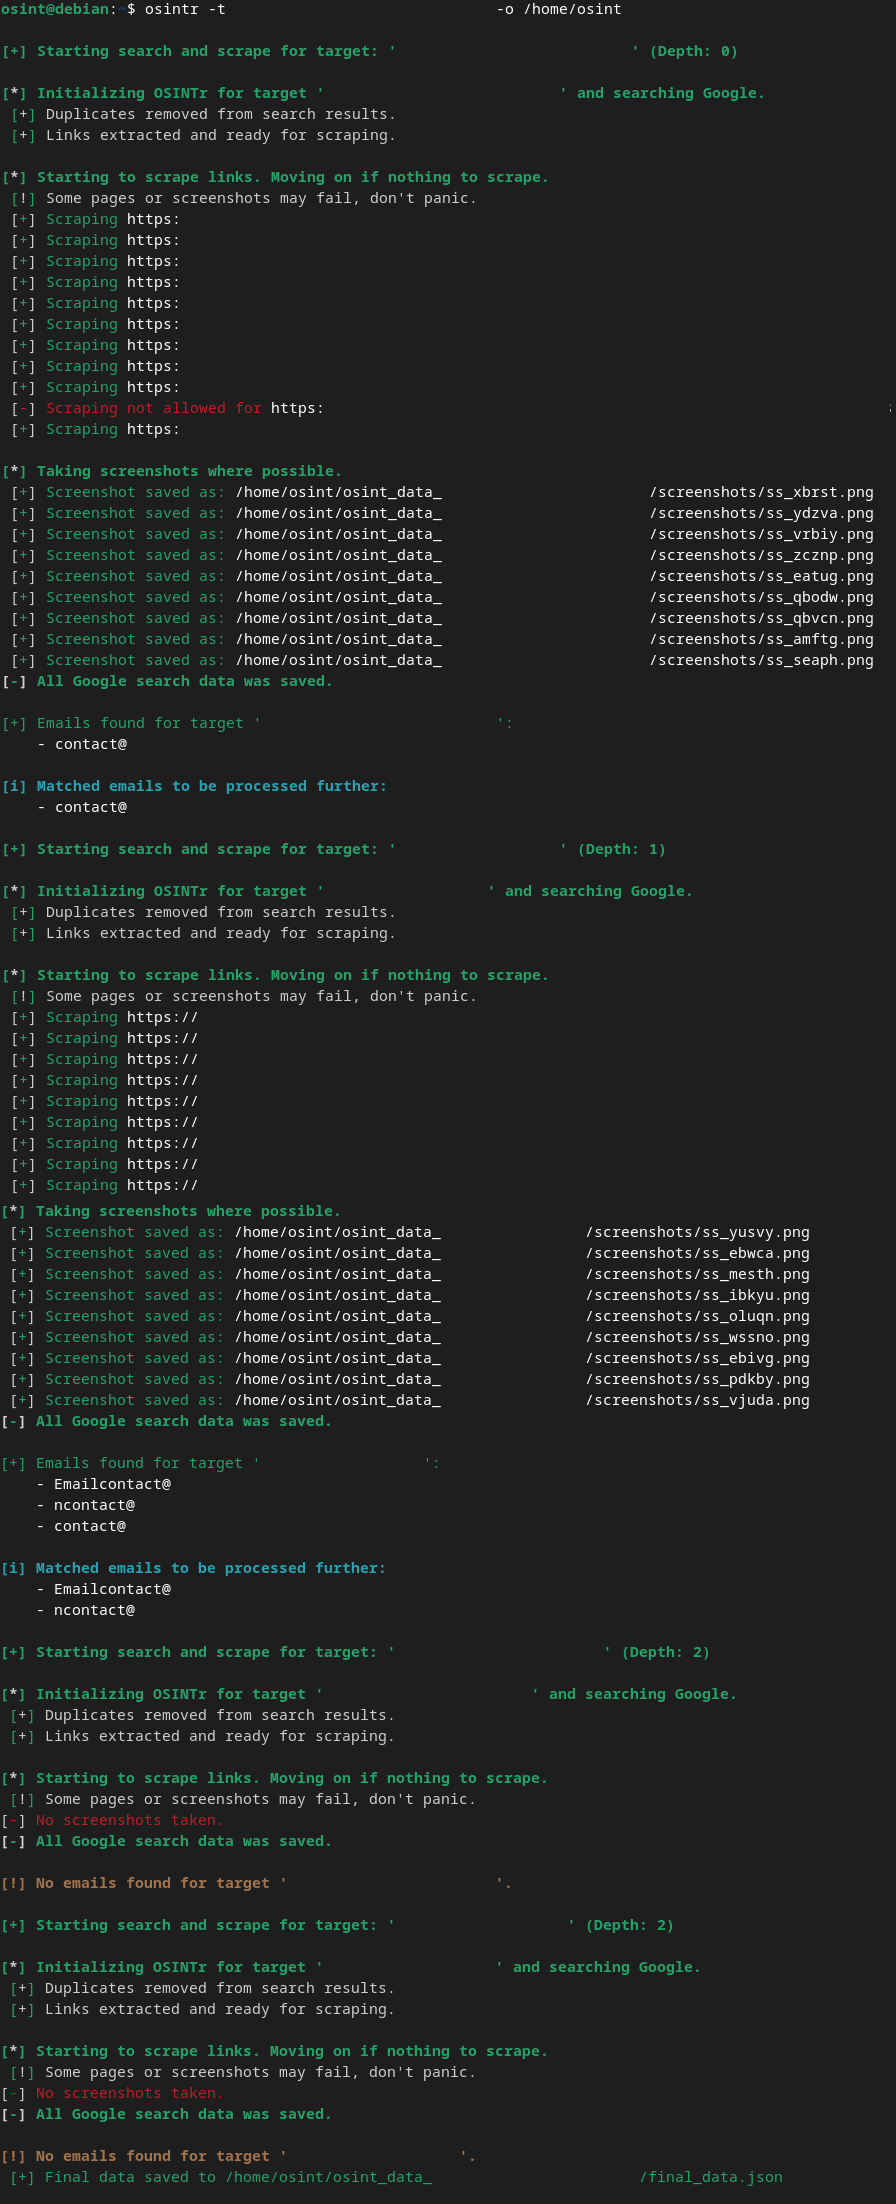 osint@debian:~$ osintr -t -o /home/osint
[+] Starting search and scrape for target: ' ' (Depth: 0)
[*] Initializing OSINTr for target ' ' and searching Google.
[+] Duplicates removed from search results.
[+] Links extracted and ready for scraping.
[*] Starting to scrape links. Moving on if nothing to scrape.
[!] Some pages or screenshots may fail, don't panic.
[+] Scraping https:
[+] Scraping https:
[+] Scraping https:
[+] Scraping https:
[+] Scraping https:
[+] Scraping https:
[+] Scraping https:
[+] Scraping https:
[+] Scraping https:
[-] Scraping not allowed for https:
[+] Scraping https:
[*] Taking screenshots where possible.
[+] Screenshot saved as: /home/osint/osint_data_ /screenshots/ss_xbrst.png
[+] Screenshot saved as: /home/osint/osint_data_ /screenshots/ss_ydzva.png
[+] Screenshot saved as: /home/osint/osint_data_ /screenshots/ss_vrbiy.png
[+] Screenshot saved as: /home/osint/osint_data_ /screenshots/ss_zcznp.png
[+] Screenshot saved as: /home/osint/osint_data_ /screenshots/ss_eatug.png
[+] Screenshot saved as: /home/osint/osint_data_ /screenshots/ss_qbodw.png
[+] Screenshot saved as: /home/osint/osint_data_ /screenshots/ss_qbvcn.png
[+] Screenshot saved as: /home/osint/osint_data_ /screenshots/ss_amftg.png
[+] Screenshot saved as: /home/osint/osint_data_ /screenshots/ss_seaph.png
[-] All Google search data was saved.
[+] Emails found for target ' ':
- contact@
[i] Matched emails to be processed further:
- contact@
[+] Starting search and scrape for target: ' ' (Depth: 1)
[*] Initializing OSINTr for target ' ' and searching Google.
[+] Duplicates removed from search results.
[+] Links extracted and ready for scraping.
[*] Starting to scrape links. Moving on if nothing to scrape.
[!] Some pages or screenshots may fail, don't panic.
[+] Scraping https://
[+] Scraping https://
[+] Scraping https://
[+] Scraping https://
[+] Scraping https://
[+] Scraping https://
[+] Scraping https://
[+] Scraping https://
[+] Scraping https://
[*] Taking screenshots where possible.
[+] Screenshot saved as: /home/osint/osint_data_ /screenshots/ss_yusvy.png
[+] Screenshot saved as: /home/osint/osint_data_ /screenshots/ss_ebwca.png
[+] Screenshot saved as: /home/osint/osint_data_ /screenshots/ss_mesth.png
[+] Screenshot saved as: /home/osint/osint_data_ /screenshots/ss_ibkyu.png
[+] Screenshot saved as: /home/osint/osint_data_ /screenshots/ss_oluqn.png
[+] Screenshot saved as: /home/osint/osint_data_ /screenshots/ss_wssno.png
[+] Screenshot saved as: /home/osint/osint_data_ /screenshots/ss_ebivg.png
[+] Screenshot saved as: /home/osint/osint_data_ /screenshots/ss_pdkby.png
[+] Screenshot saved as: /home/osint/osint_data_ /screenshots/ss_vjuda.png
[-] All Google search data was saved.
[+] Emails found for target ' ':
- Emailcontact@
- ncontact@
- contact@
[i] Matched emails to be processed further:
- Emailcontact@
- ncontact@
[+] Starting search and scrape for target: ' ' (Depth: 2)
[*] Initializing OSINTr for target ' ' and searching Google.
[+] Duplicates removed from search results.
[+] Links extracted and ready for scraping.
[*] Starting to scrape links. Moving on if nothing to scrape.
[!] Some pages or screenshots may fail, don't panic.
[-] No screenshots taken.
[-] All Google search data was saved.
[!] No emails found for target ' '.
[+] Starting search and scrape for target: ' ' (Depth: 2)
[*] Initializing OSINTr for target ' ' and searching Google.
[+] Duplicates removed from search results.
[+] Links extracted and ready for scraping.
[*] Starting to scrape links. Moving on if nothing to scrape.
[!] Some pages or screenshots may fail, don't panic.
[-] No screenshots taken.
[-] All Google search data was saved.
[!] No emails found for target ' '.
[+] Final data saved to /home/osint/osint_data_ /final_data.json